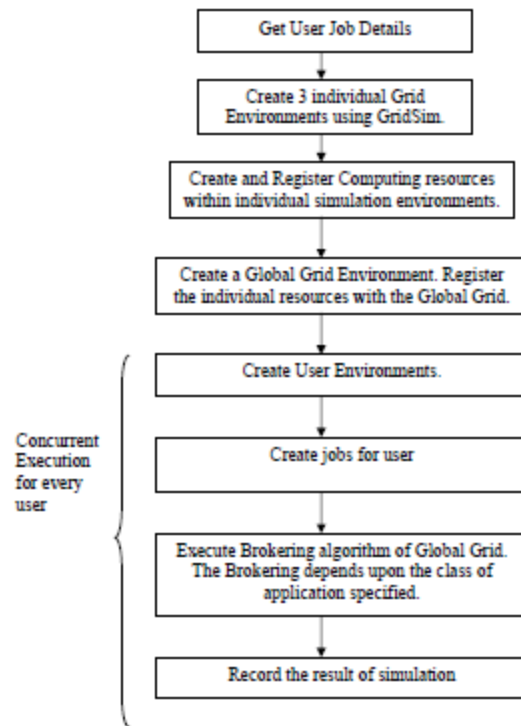 Get User Job Details
Create 3 individual Grid
Environments using GridSim.
Create and Register Computing resources
within individual simulation environments.
Create a Global Grid Environment. Register
the individual resources with the Global Grid.
Create User Environments.
Concurrent
Execution
for every
user
Create jobs for user
Execute Brokering algorithm of Global Grid.
The Brokering depends upon the class of
application specified.
Record the result of simulation